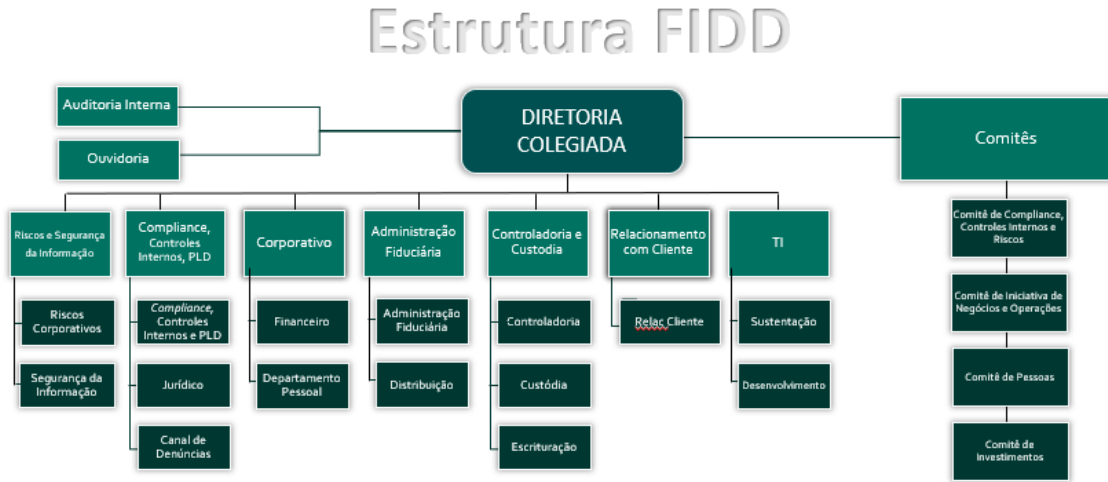 Estrutura FIDD
Auditoria Interna
Ouvidoria
DIRETORIA
COLEGIADA
Comitês
Riscos e Segurança
da Informação
Riscos
Corporativos
Segurança da
Informação
Compliance,
Controles
Internos, PLD
Compliance,
Controles
Internos e PLD
Jurídico
Canal de
Denúncias
Corporativo
Financeiro
Departamento
Pessoal
Administração
Fiduciária
Administração
Fiduciária
Distribuição
Controladoria e
Custodia
Controladoria
Custódia
Escrituração
Relacionamento
com Cliente
Relac Cliente
TI
Sustentação
Desenvolvimento
Comitê de Compliance,
Controles Internos e
Riscos
Comitê de Iniciativa de
Negócios e Operações
Comitê de Pessoas
Comitê de
Investimentos